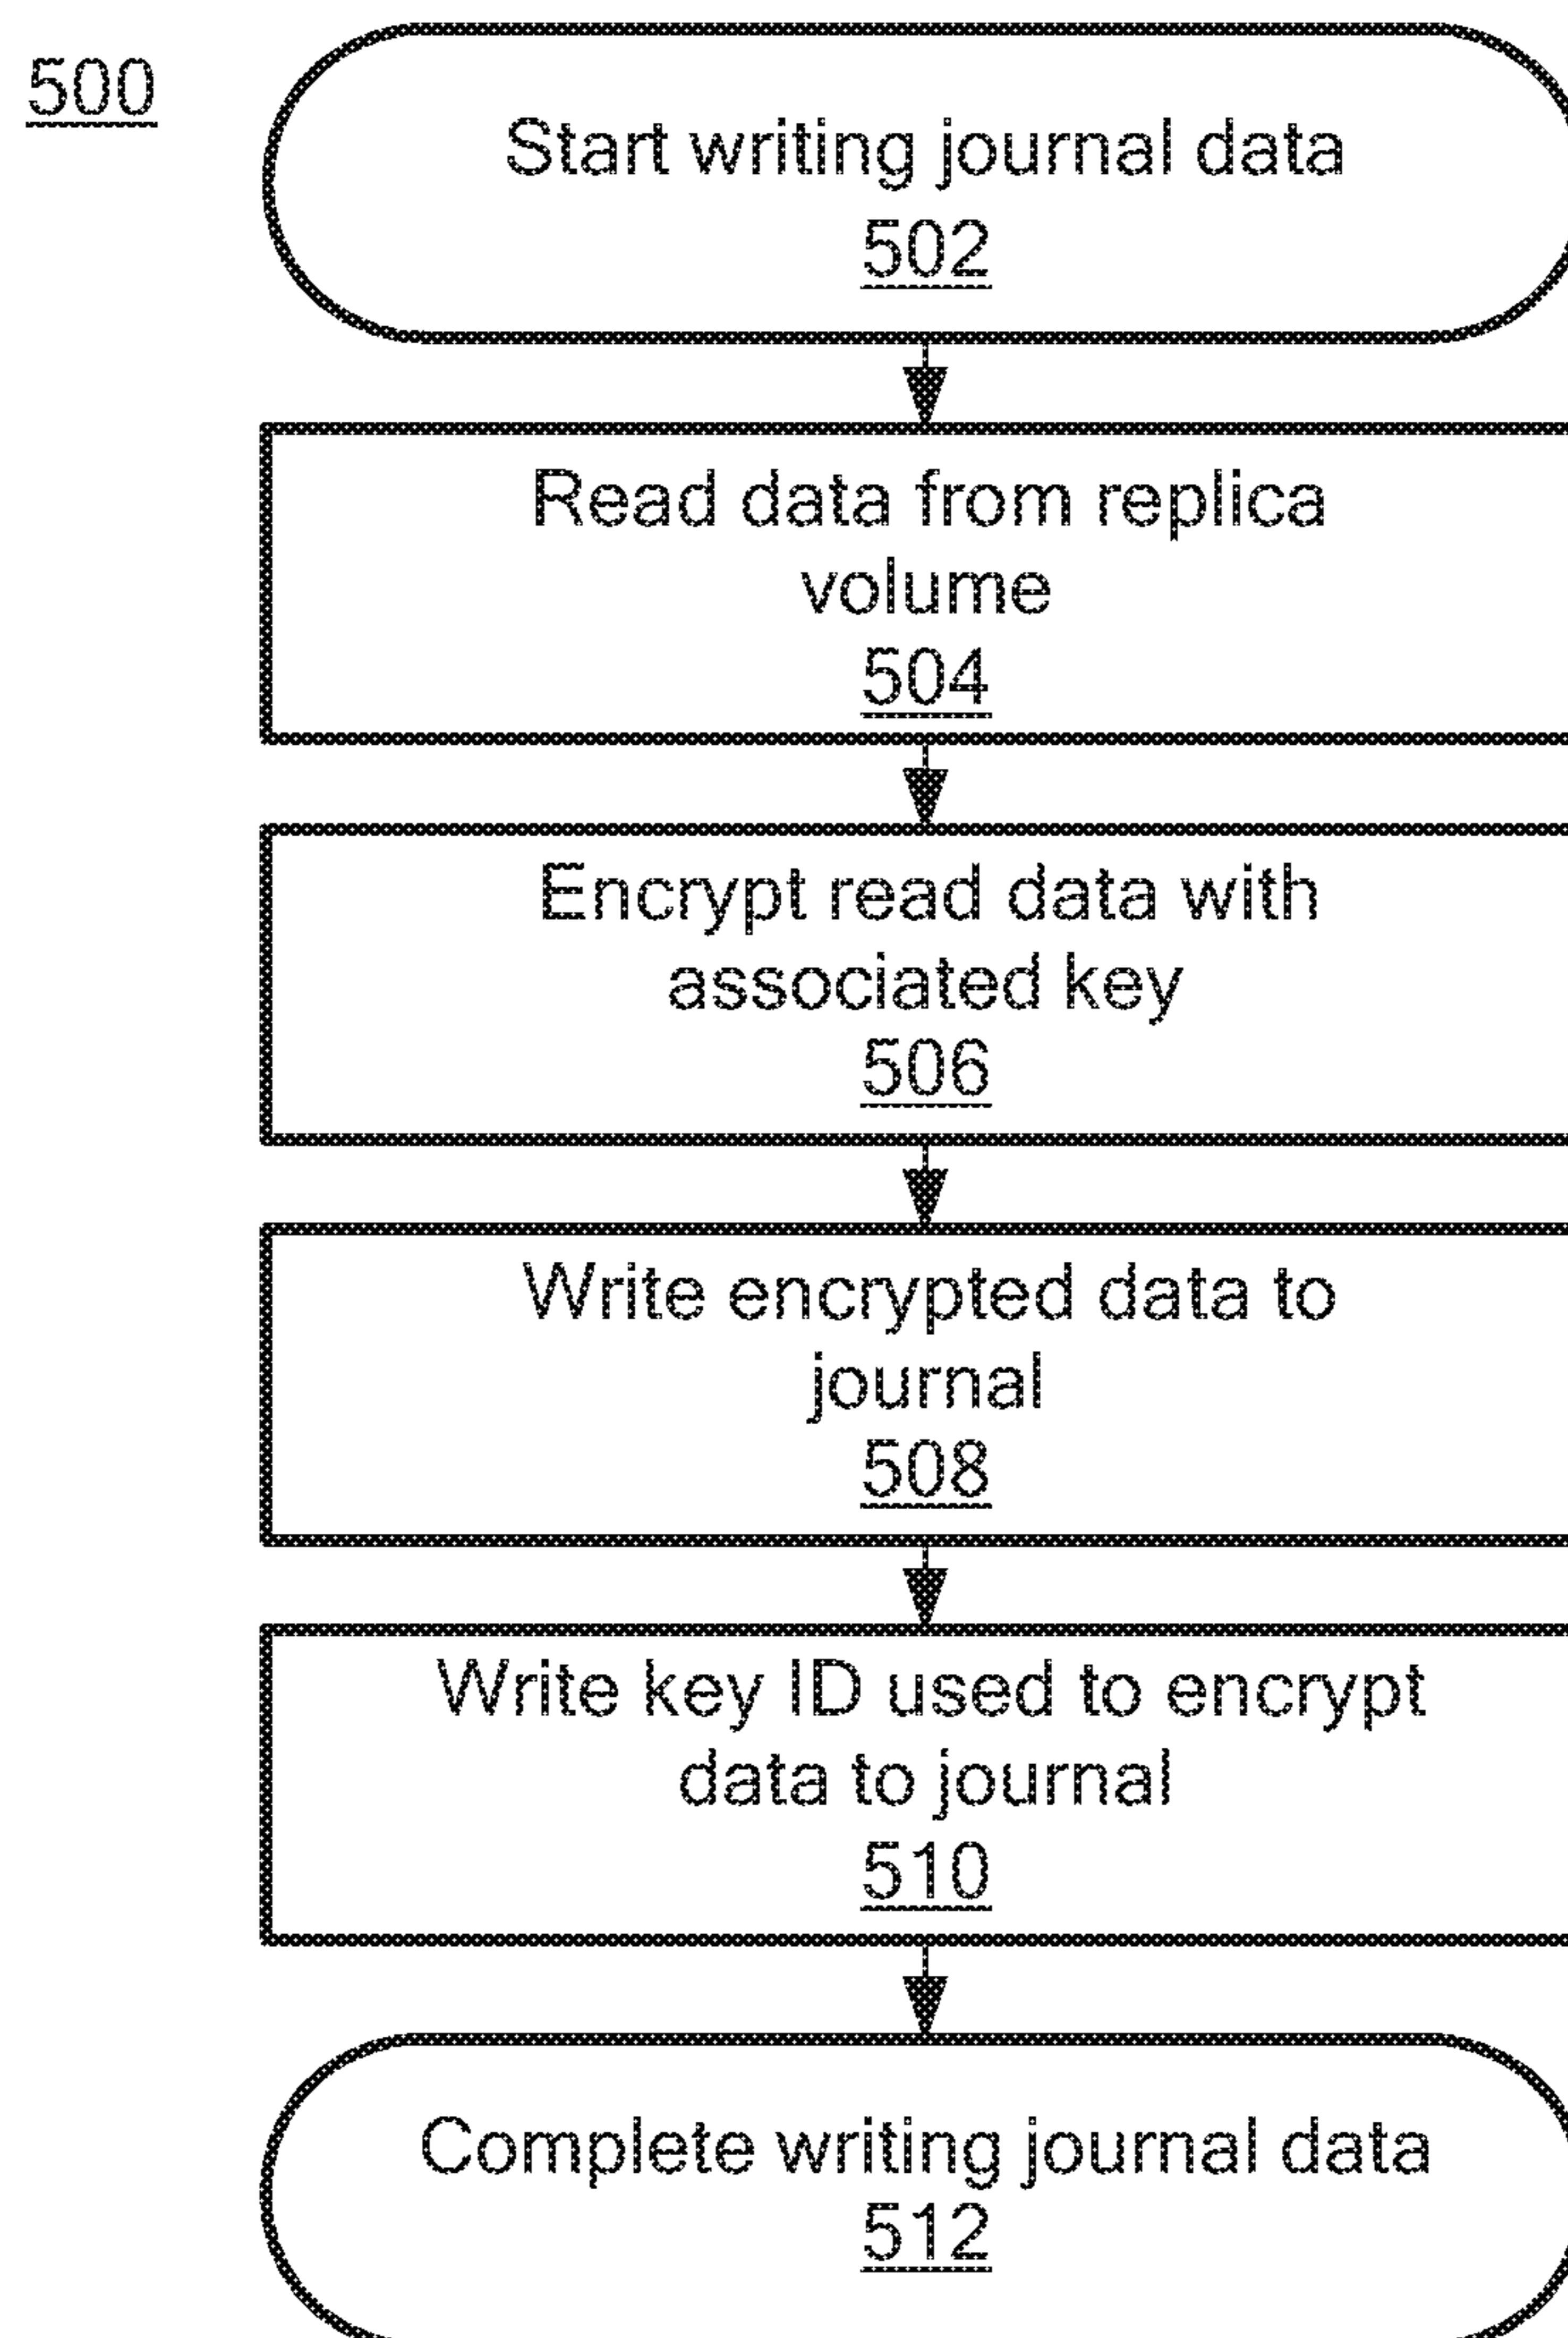 500
Start writing journal data
502
Read data from replica
volume
504
Encrypt read data with
associated key
506
Write encrypted data to
journal
508
Write key ID used to encrypt
data to journal
510
Complete writing journal data
512